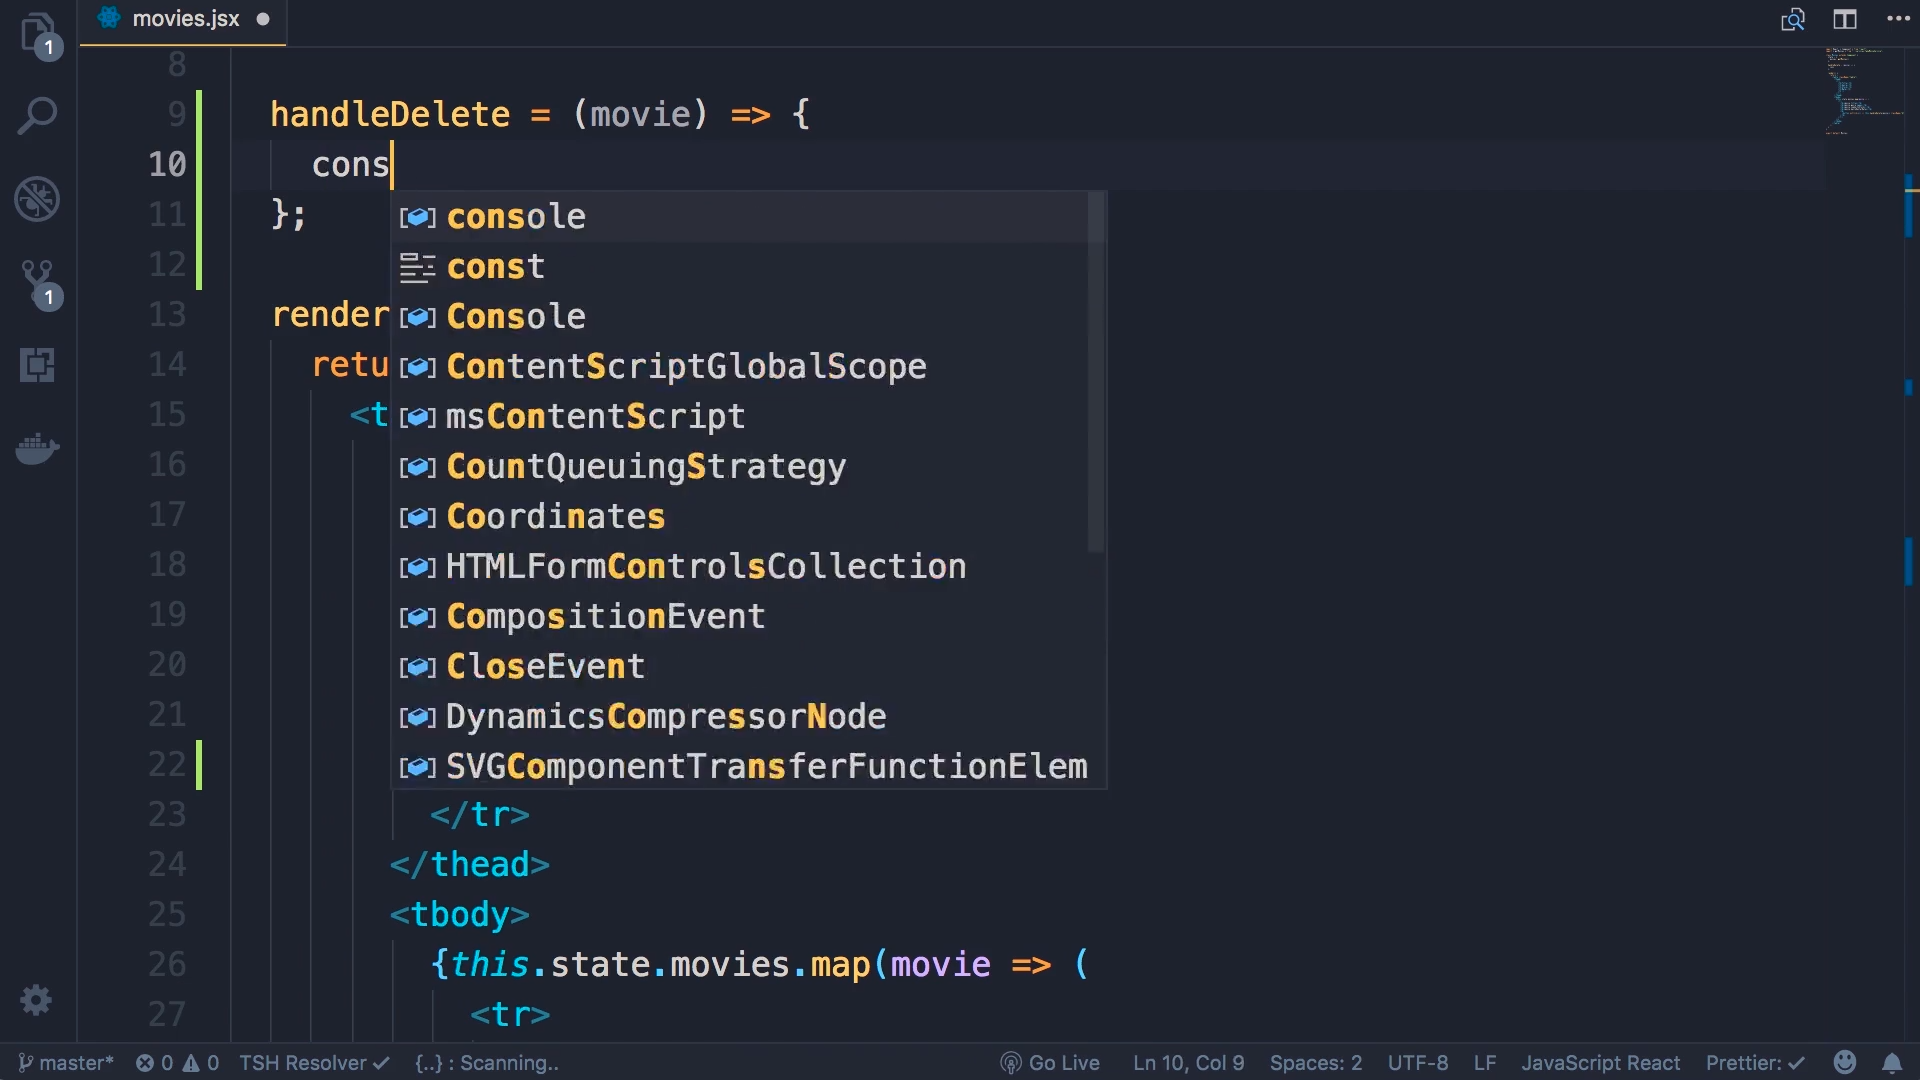 movies.jsx
1
8
9 handleDelete = (movie) => {
10 cons
11 };
12
13 render
14 retu
15 <t
16
17
18
19
20
21
22
23 </tr>
24 </thead>
25 <tbody>
26 {this.state.movies.map(movie => (
27 <tr>
console
const
Console
ContentScriptGlobalScope
msContentScript
CountQueuingStrategy
Coordinates
HTMLFormControlsCollection
CompositionEvent
CloseEvent
DynamicsCompressorNode
SVGComponentTransferFunctionElem
1
master* 0 0 TSH Resolver ✓ {..} : Scanning.. Go Live Ln 10, Col 9 Spaces: 2 UTF-8 LF JavaScript React Prettier: ✓